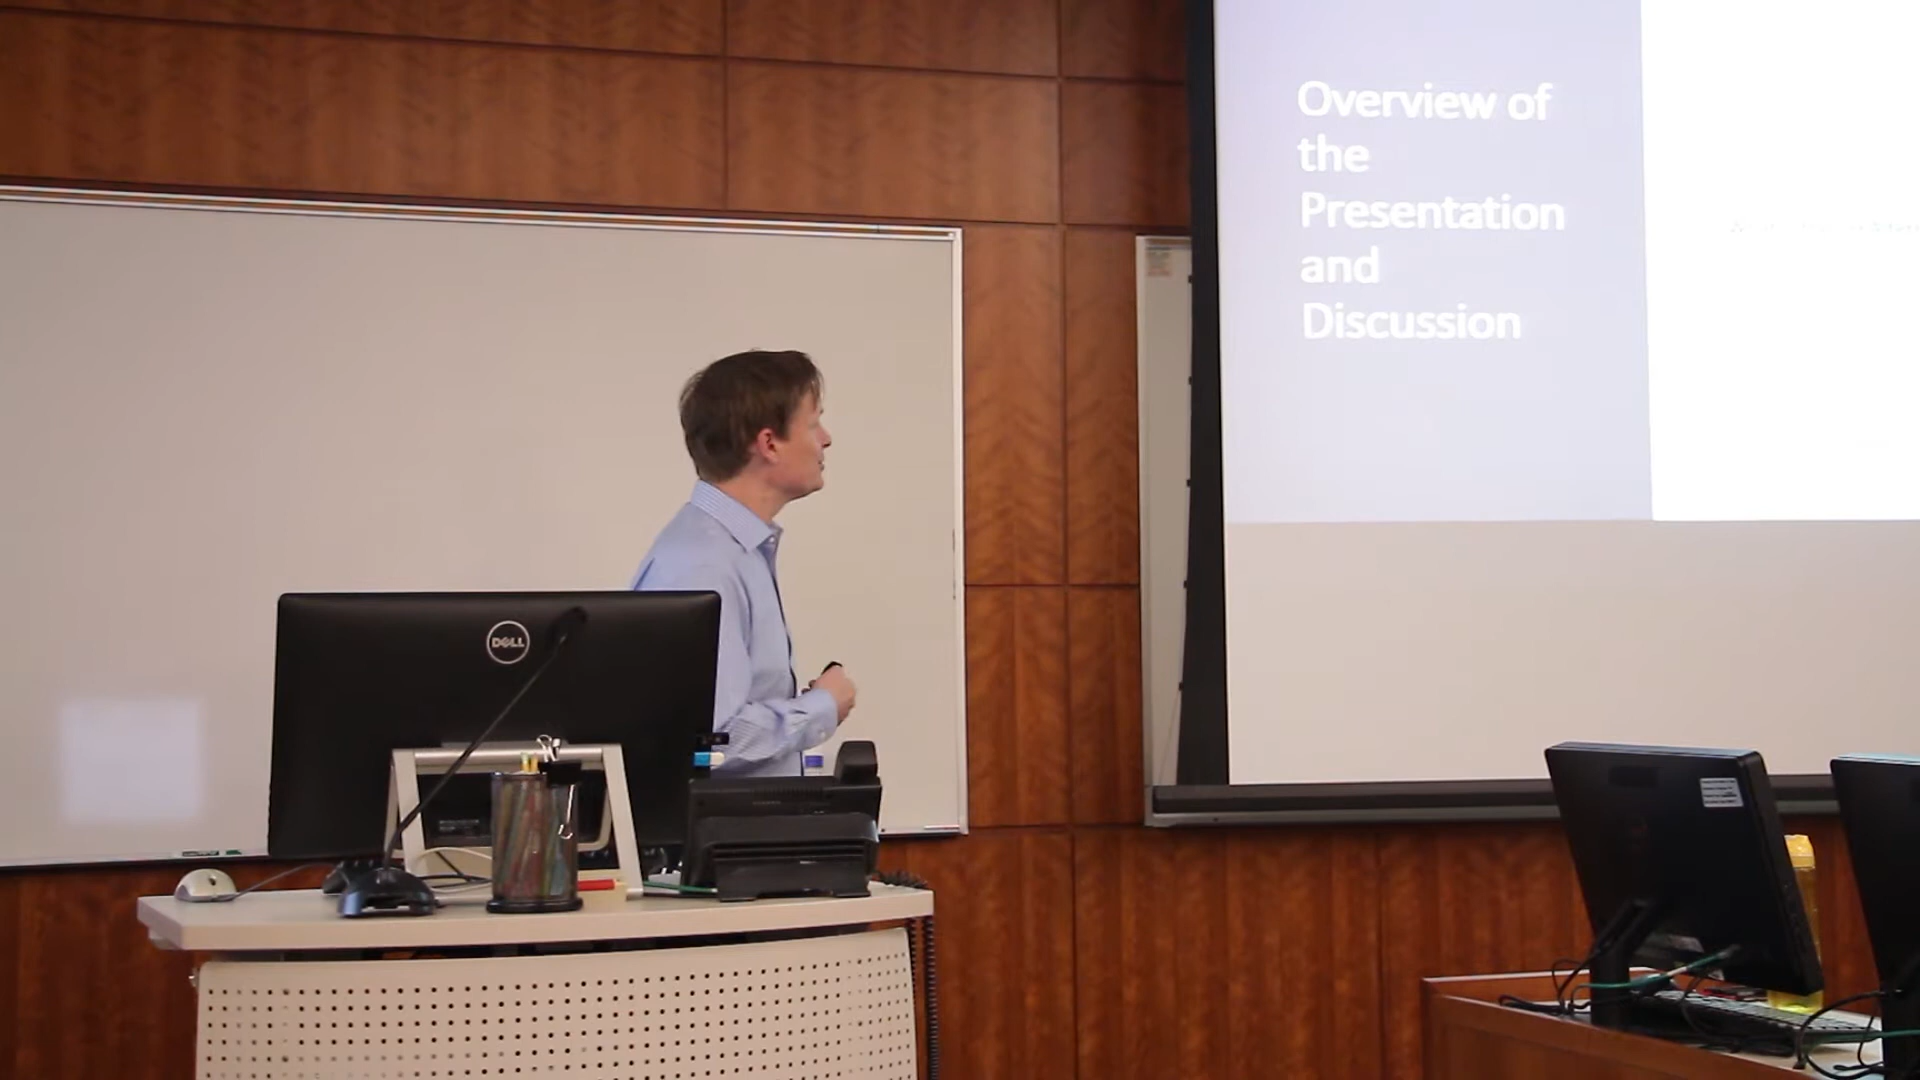 Overview of
the
Presentation
and
Discussion
DELL